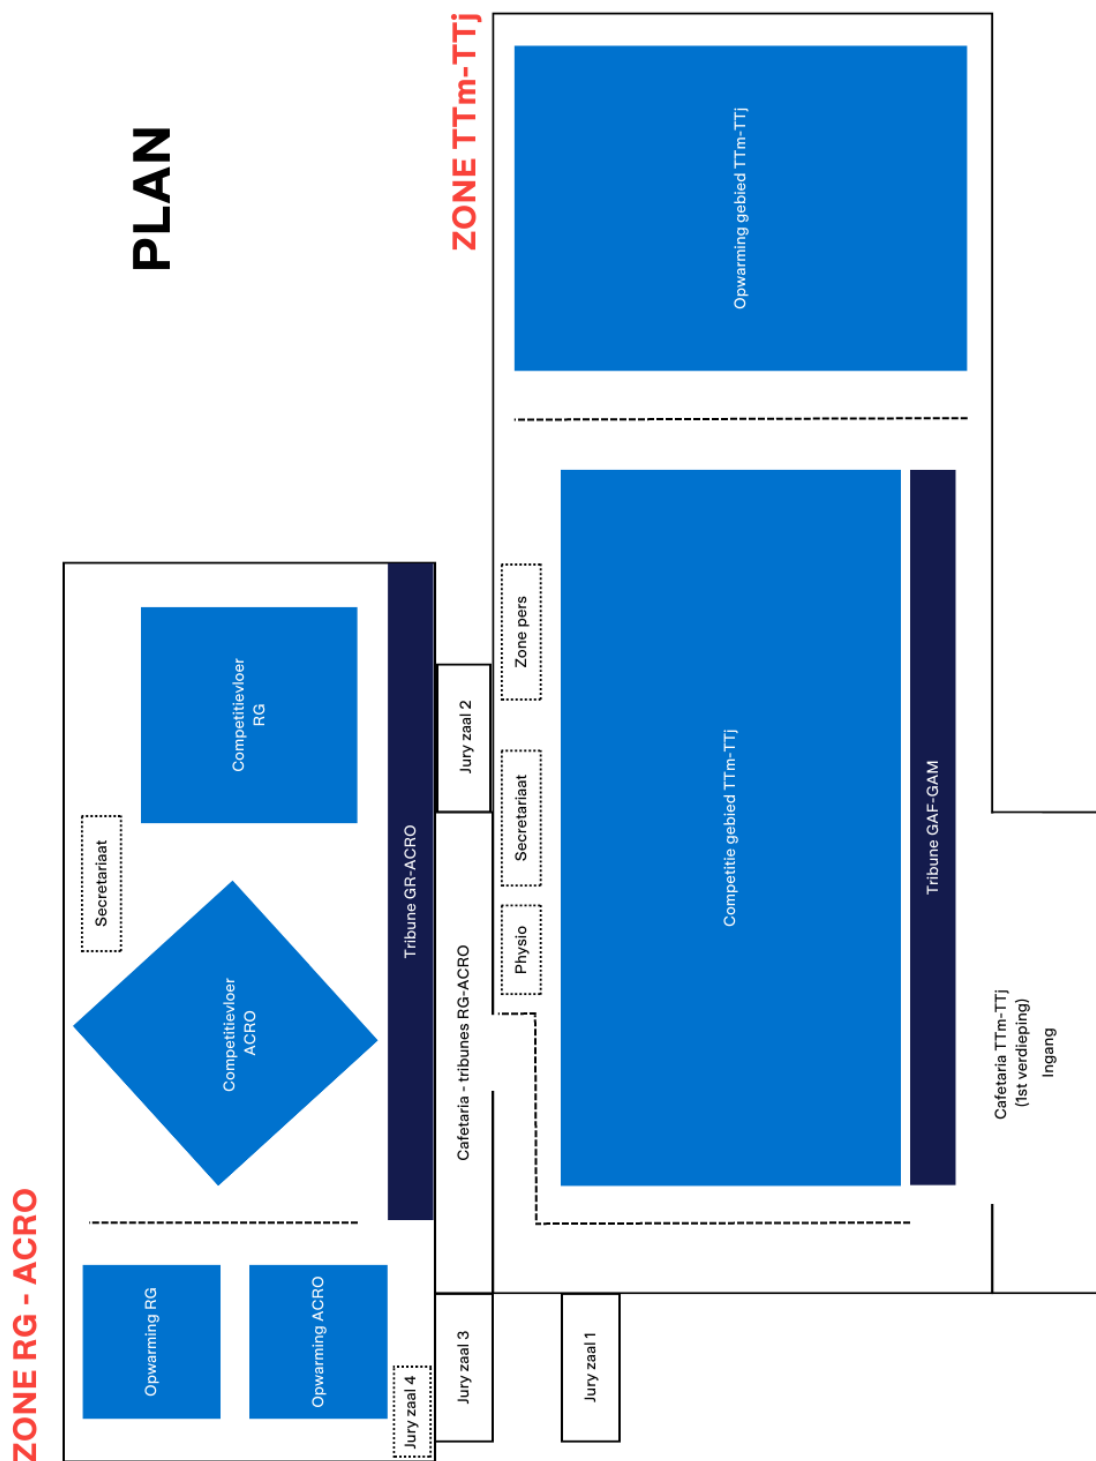 PLAN
ZONE RG - ACRO
Secretariaat
Opwarming RG
Competitievloer
ACRO
Competitievloer
RG
Opwarming ACRO
Tribune GR-ACRO
Jury zaal 4
Jury zaal 3
Cafetaria - tribunes RG-ACRO
Jury zaal 2
ZONE TTm-TTj
Physio
Secretariaat
Zone pers
Jury zaal 1
Competitie gebied TTm-TTj
Opwarming gebied TTm-TTj
Tribune GAF-GAM
Cafetaria TTm-TTj
(1st verdieping)
Ingang